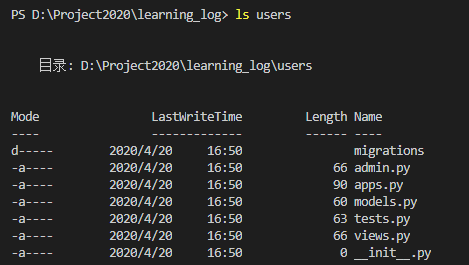 PS D:\Project2020\learning_log> ls users
目录: D:\Project2020\learning_log\users
Mode LastWriteTime Length Name
---- ------------- ------ ----
d----- 2020/4/20 16:50 migrations
-a---- 2020/4/20 16:50 66 admin.py
-a---- 2020/4/20 16:50 90 apps.py
-a---- 2020/4/20 16:50 60 models.py
-a---- 2020/4/20 16:50 63 tests.py
-a---- 2020/4/20 16:50 66 views.py
-a---- 2020/4/20 16:50 0 __init__.py